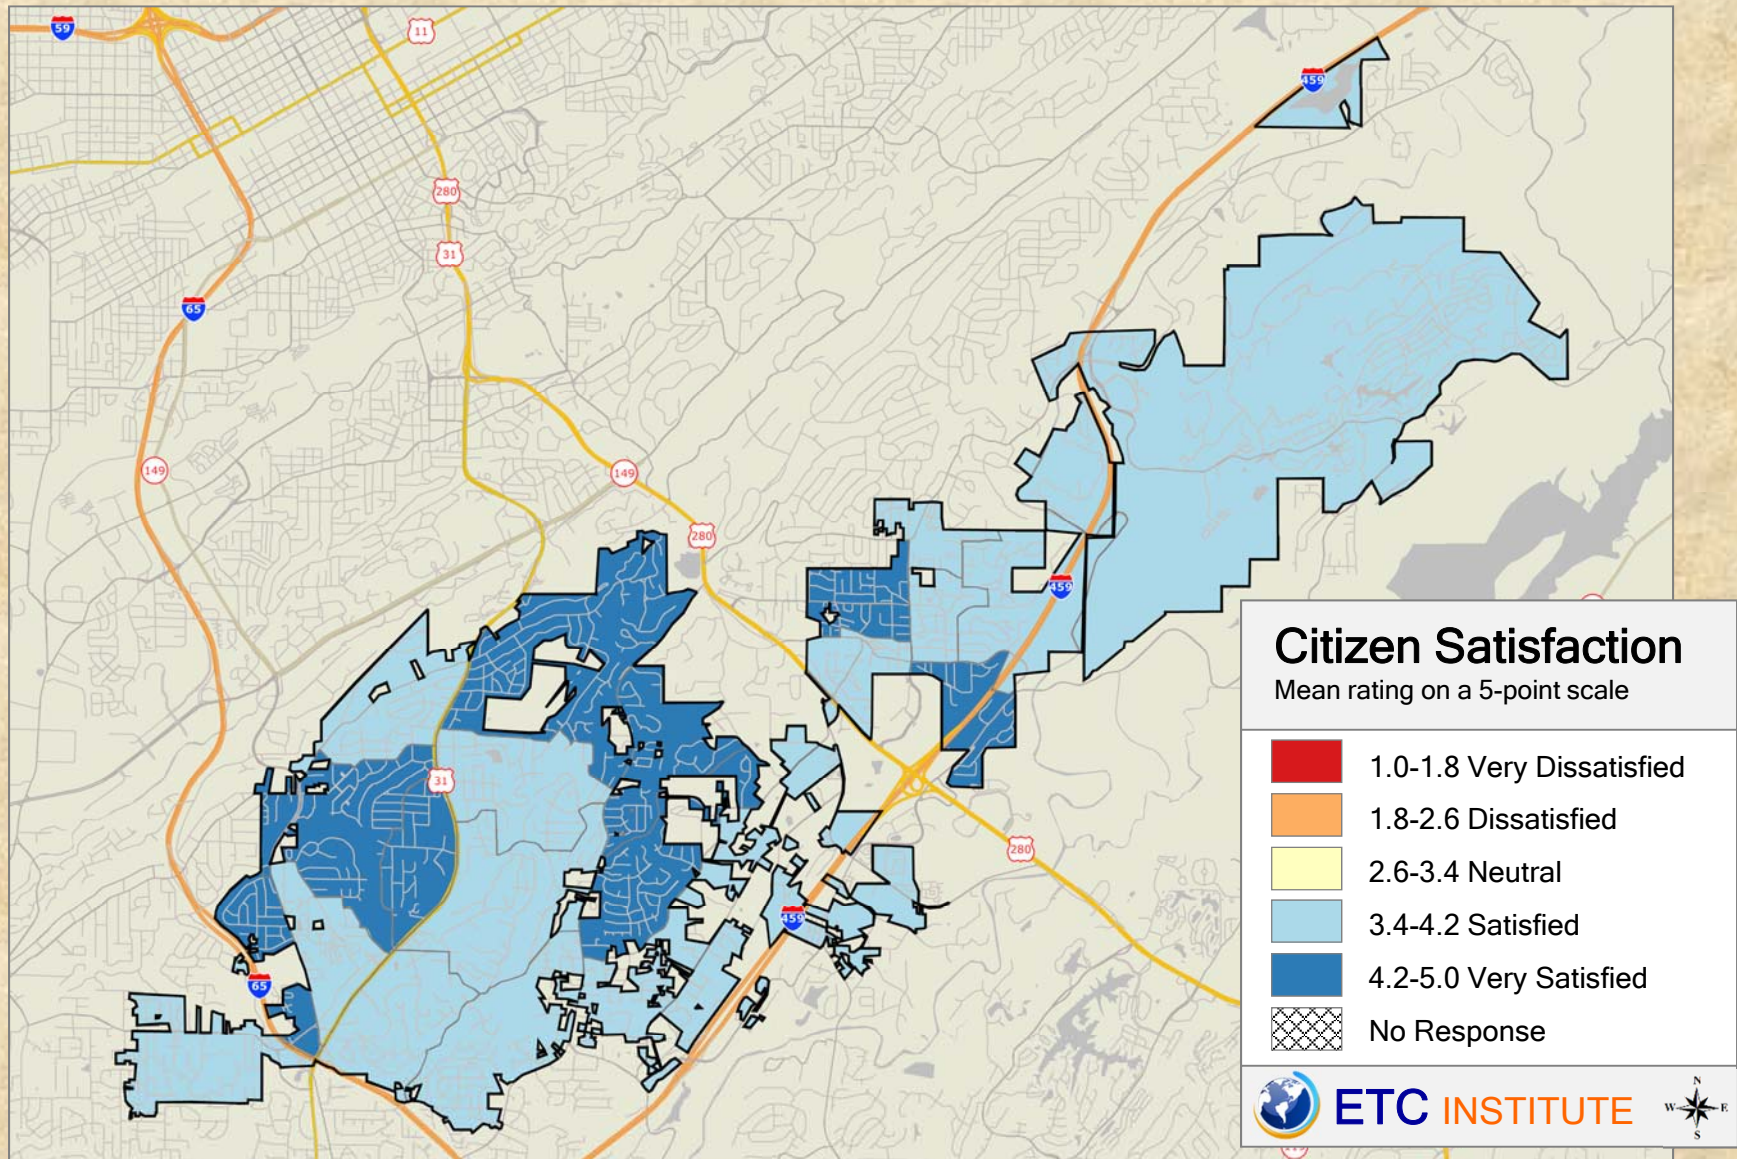 59
11
459
280
31
65
149
149
280
459
31
280
459
65
Citizen Satisfaction
Mean rating on a 5-point scale
1.0-1.8 Very Dissatisfied
1.8-2.6 Dissatisfied
2.6-3.4 Neutral
3.4-4.2 Satisfied
4.2-5.0 Very Satisfied
No Response
ETC INSTITUTE
N
W E
S